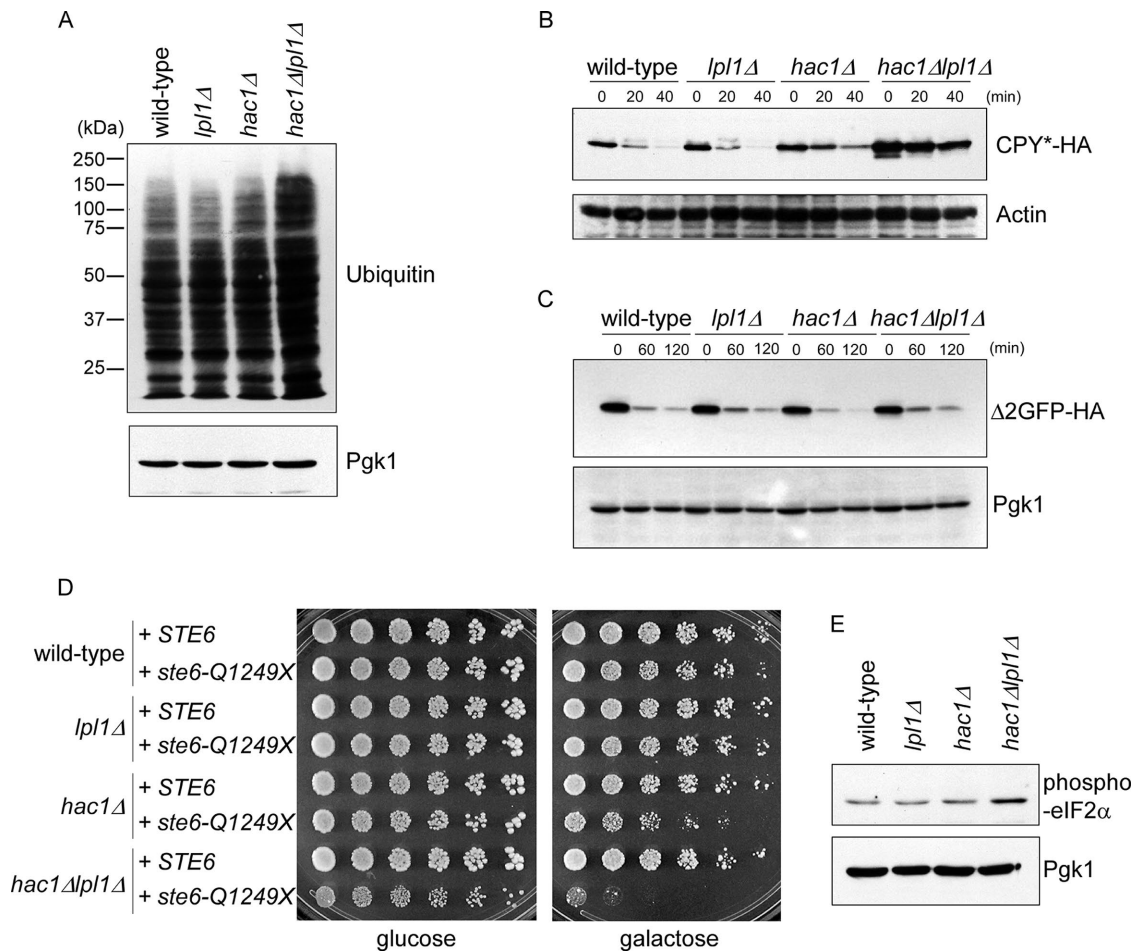 A
(kDa)
wild-type
lpl1Δ
hac1Δ
hac1Δlpl1Δ
250
150
100
75
50
37
25
Ubiquitin
Pgk1
B
wild-type lpl1Δ hac1Δ hac1Δlpl1Δ
0 20 40 0 20 40 0 20 40 0 20 40 (min)
CPY*-HA
Actin
C
wild-type lpl1Δ hac1Δ hac1Δlpl1Δ
0 60 120 0 60 120 0 60 120 0 60 120 (min)
Δ2GFP-HA
Pgk1
D
wild-type
+ STE6
+ ste6-Q1249X
lpl1Δ
+ STE6
+ ste6-Q1249X
hac1Δ
+ STE6
+ ste6-Q1249X
hac1Δlpl1Δ
+ STE6
+ ste6-Q1249X
glucose
galactose
E
wild-type
lpl1Δ
hac1Δ
hac1Δlpl1Δ
phospho
-eIF2α
Pgk1